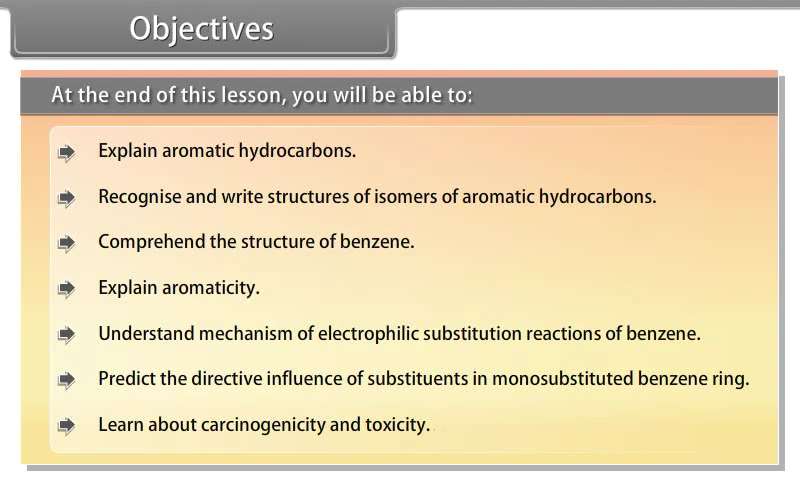 Objectives
At the end of this lesson, you will be able to:
Explain aromatic hydrocarbons.
Recognise and write structures of isomers of aromatic hydrocarbons.
Comprehend the structure of benzene.
Explain aromaticity.
Understand mechanism of electrophilic substitution reactions of benzene.
Predict the directive influence of substituents in monosubstituted benzene ring.
Learn about carcinogenicity and toxicity.